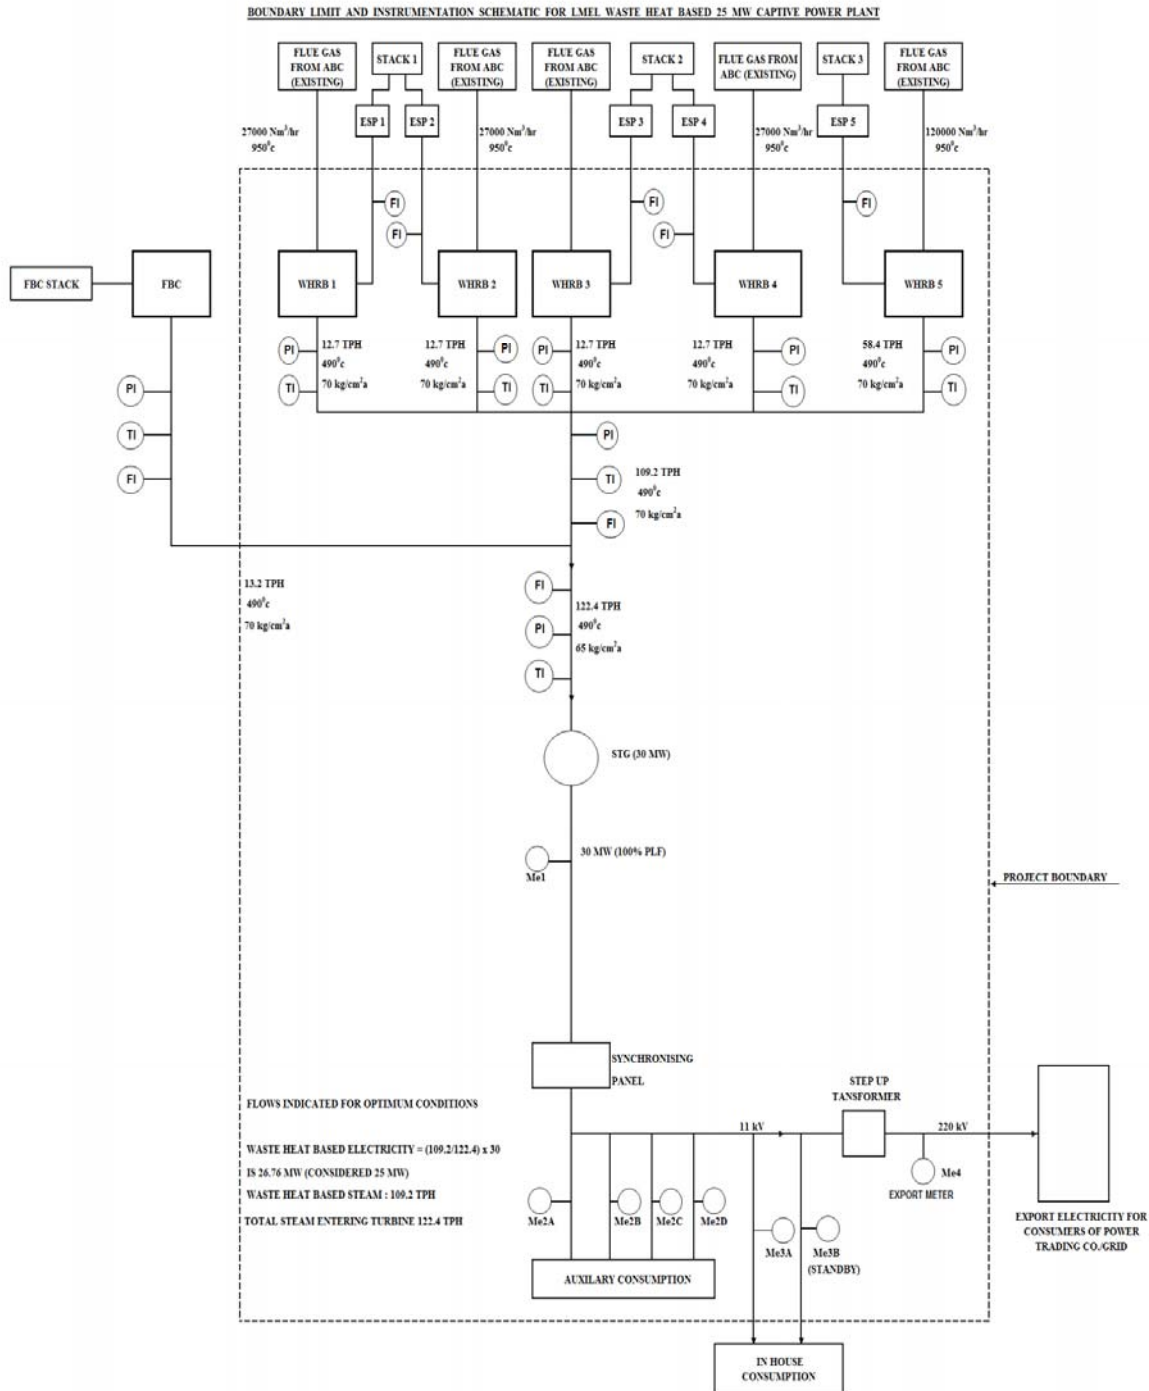 BOUNDARY LIMIT AND INSTRUMENTATION SCHEMATIC FOR LMEL WASTE HEAT BASED 25 MW CAPTIVE POWER PLANT
FLUE GAS
FROM ABC
(EXISTING)
STACK 1
FLUE GAS
FROM ABC
(EXISTING)
FLUE GAS
FROM ABC
(EXISTING)
STACK 2
FLUE GAS FROM
ABC (EXISTING)
STACK 3
FLUE GAS
FROM ABC
(EXISTING)
ESP 1
ESP 2
ESP 3
ESP 4
ESP 5
27000 Nm³/hr
950⁰c
27000 Nm³/hr
950⁰c
27000 Nm³/hr
950⁰c
120000 Nm³/hr
950⁰c
FI
FI
FI
FI
FI
FBC STACK
FBC
WHRB 1
WHRB 2
WHRB 3
WHRB 4
WHRB 5
PI
TI
12.7 TPH
490⁰c
70 kg/cm²a
12.7 TPH
490⁰c
70 kg/cm²a
PI
TI
PI
TI
12.7 TPH
490⁰c
70 kg/cm²a
12.7 TPH
490⁰c
70 kg/cm²a
PI
TI
58.4 TPH
490⁰c
70 kg/cm²a
PI
TI
PI
TI
FI
PI
TI
FI
109.2 TPH
490⁰c
70 kg/cm²a
13.2 TPH
490⁰c
70 kg/cm²a
FI
PI
TI
122.4 TPH
490⁰c
65 kg/cm²a
STG (30 MW)
30 MW (100% PLF)
Me1
PROJECT BOUNDARY
SYNCHRONISING
PANEL
STEP UP
TANSFORMER
11 kV
220 kV
Me4
EXPORT METER
FLOWS INDICATED FOR OPTIMUM CONDITIONS
WASTE HEAT BASED ELECTRICITY = (109.2/122.4) x 30
IS 26.76 MW (CONSIDERED 25 MW)
WASTE HEAT BASED STEAM : 109.2 TPH
TOTAL STEAM ENTERING TURBINE 122.4 TPH
Me2A
Me2B
Me2C
Me2D
Me3A
Me3B
(STANDBY)
EXPORT ELECTRICITY FOR
CONSUMERS OF POWER
TRADING CO./GRID
AUXILARY CONSUMPTION
IN HOUSE
CONSUMPTION